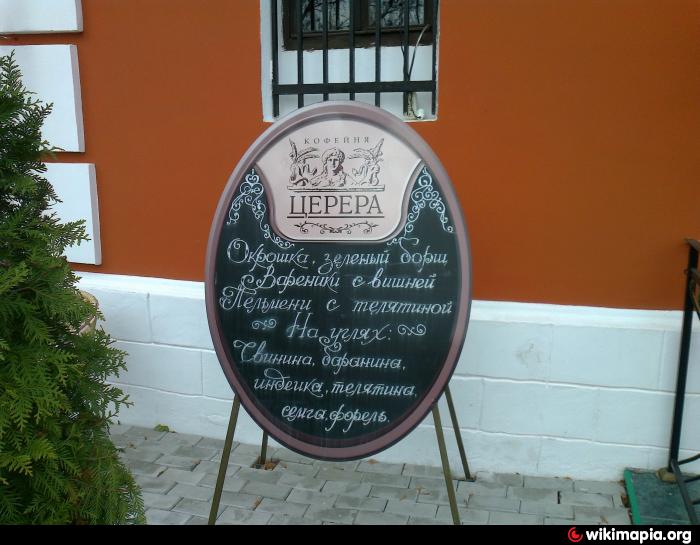 КОФЕЙНЯ
ЦЕРЕРА
Окрошка, зеленый борщ
Вареники с вишней
Пельмени с телятиной
На углях:
Свинина, баранина,
индейка, телятина,
семга, форель.
wikimapia.org